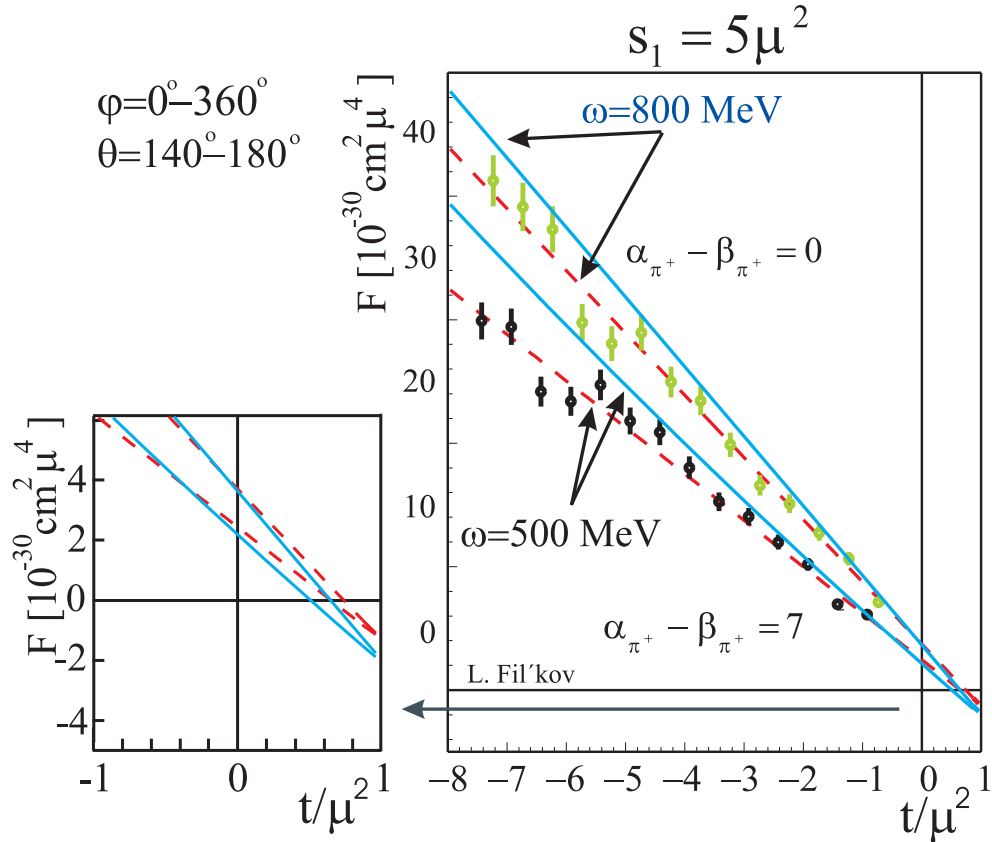 s₁ = 5μ²
φ=0°–360°
θ=140°–180°
F [10⁻³⁰cm²μ⁴]
40
30
20
10
0
ω=800 MeV
α_π⁺ – β_π⁺ = 0
ω=500 MeV
α_π⁺ – β_π⁺ = 7
L. Fil´kov
–8 –7 –6 –5 –4 –3 –2 –1 0 1
t/μ²
F [10⁻³⁰cm²μ⁴]
4
2
0
-2
-4
-1 0 1
t/μ²